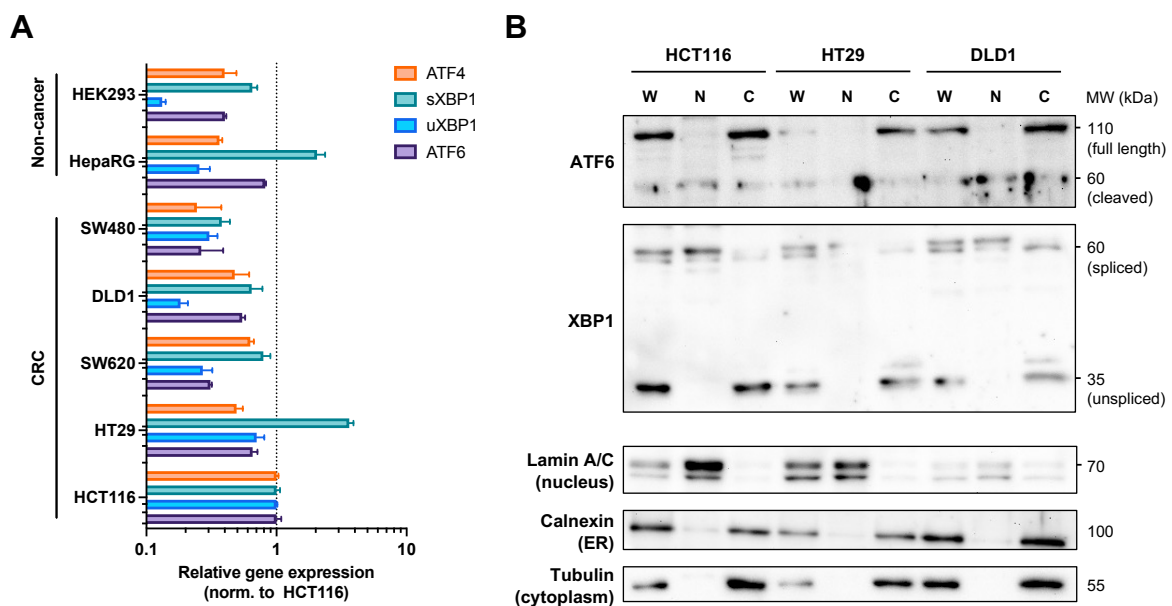 A
Non-cancer
CRC
HEK293
HepaRG
SW480
DLD1
SW620
HT29
HCT116
0.1
1
10
Relative gene expression
(norm. to HCT116)
ATF4
sXBP1
uXBP1
ATF6
B
HCT116 HT29 DLD1
W N C W N C W N C
MW (kDa)
ATF6
110
(full length)
60
(cleaved)
XBP1
60
(spliced)
35
(unspliced)
Lamin A/C
(nucleus)
70
Calnexin
(ER)
100
Tubulin
(cytoplasm)
55